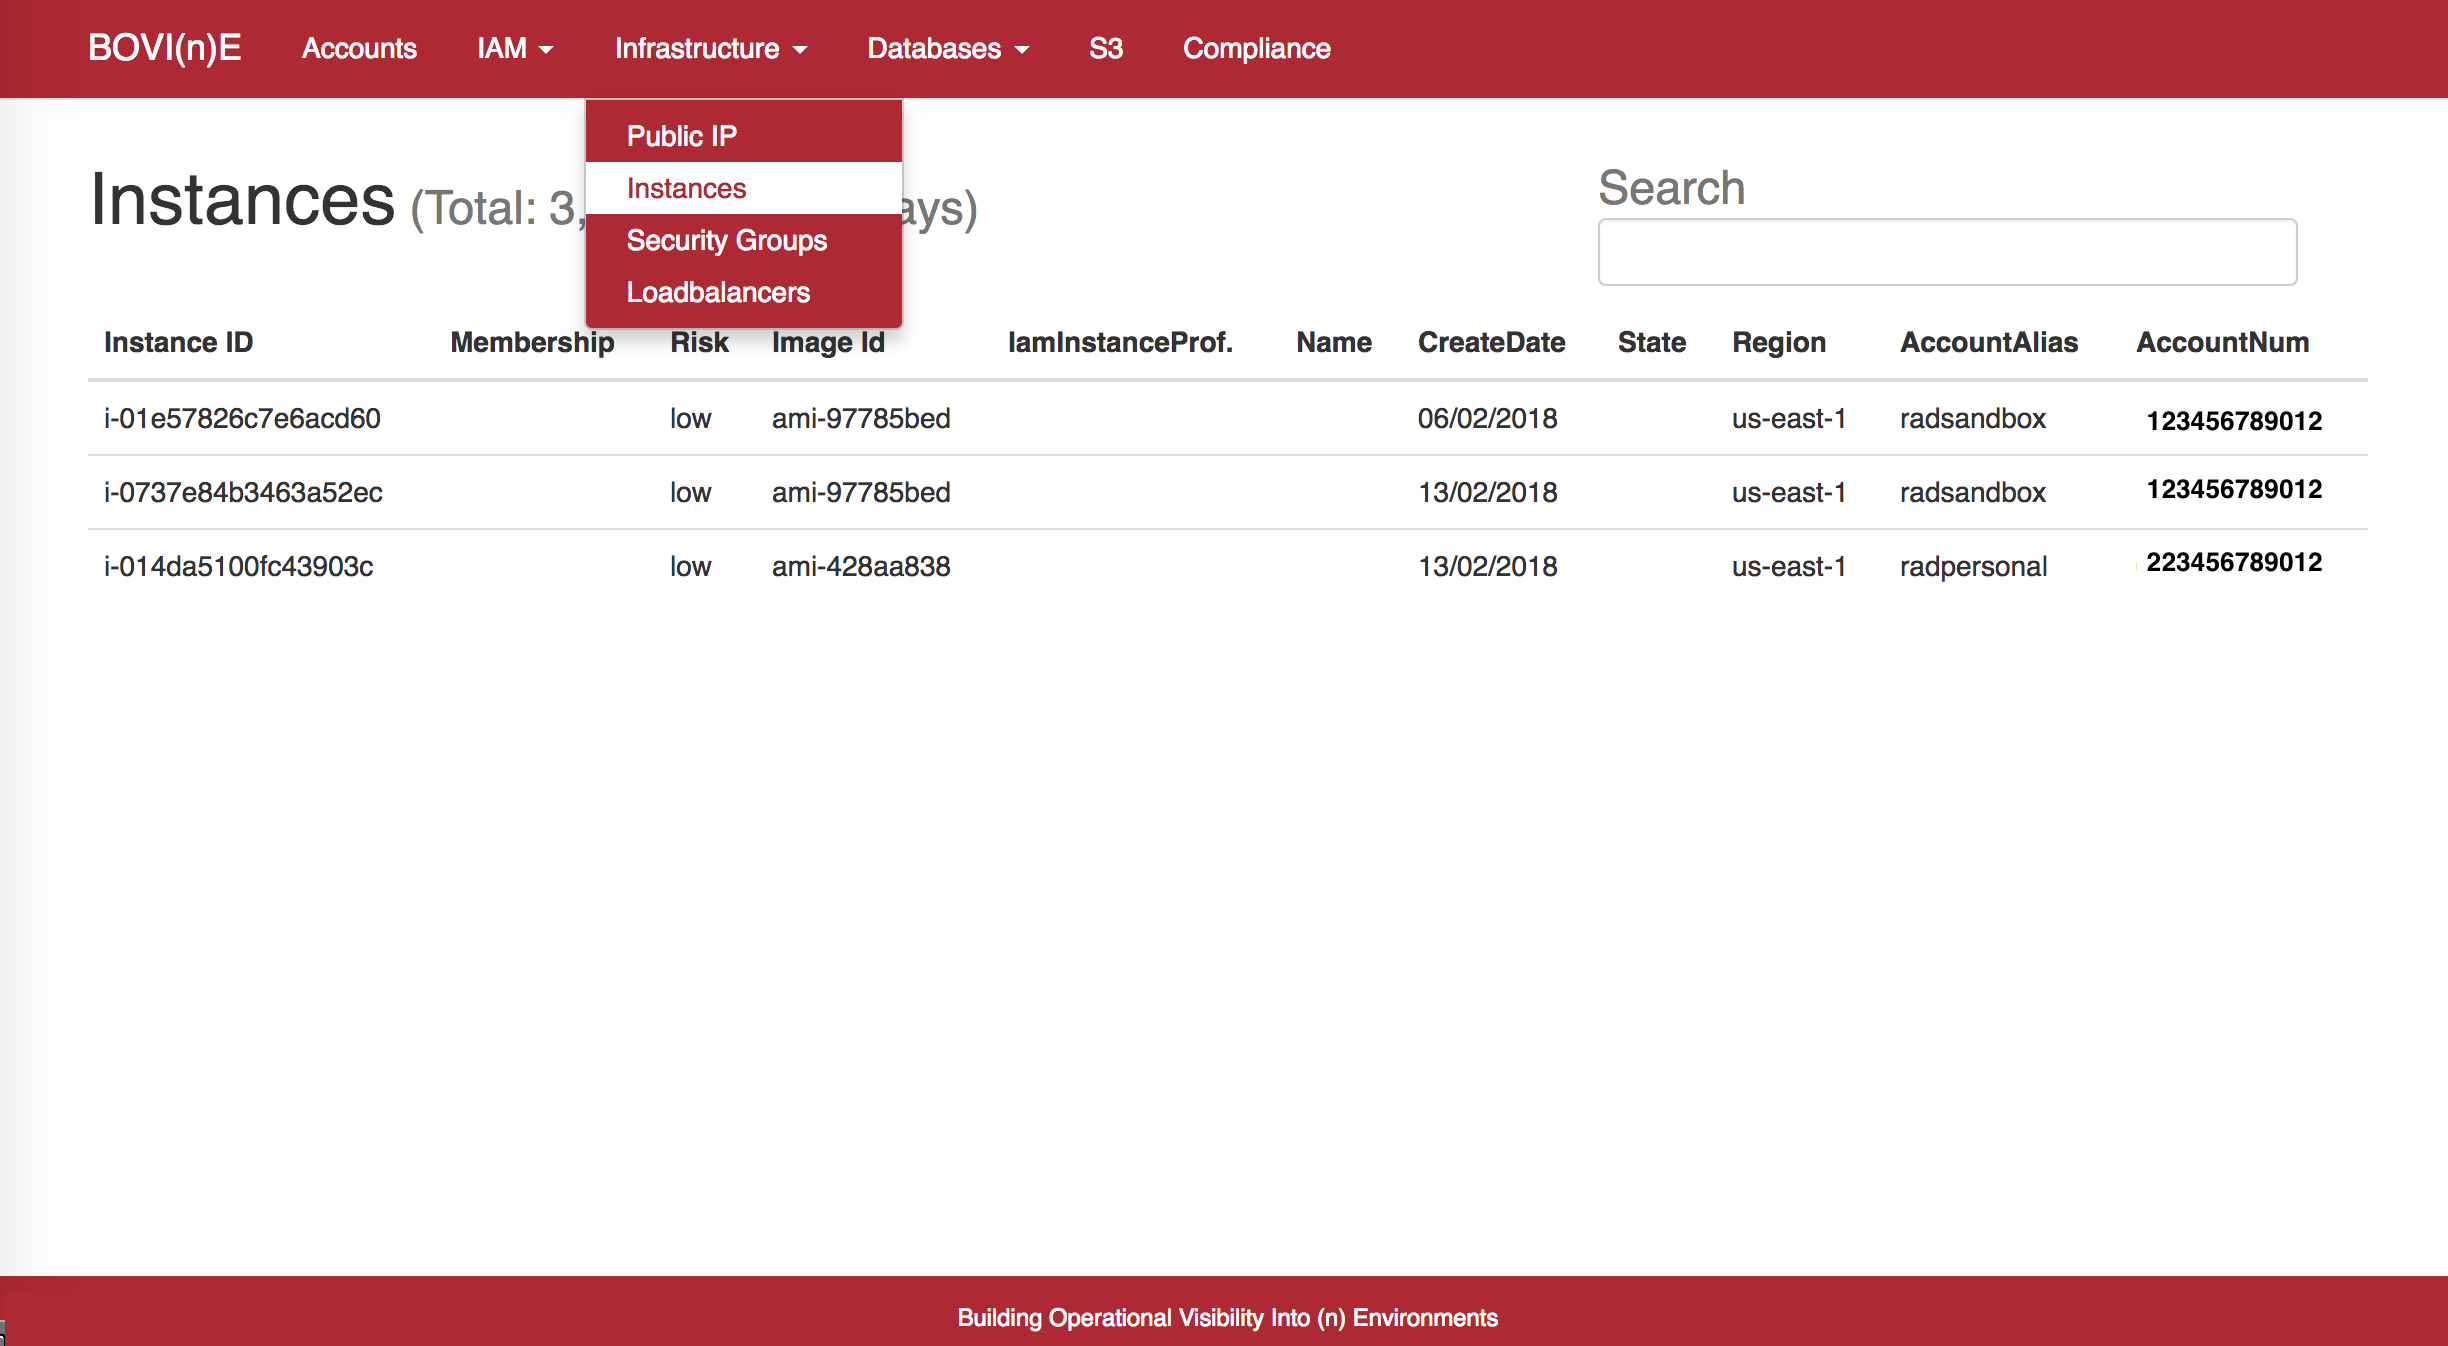 BOVI(n)E Accounts IAM Infrastructure Databases S3 Compliance
Public IP
Instances
Security Groups
Loadbalancers
Instances (Total: 3, ays)
Search
Instance ID Membership Risk Image Id IamInstanceProf. Name CreateDate State Region AccountAlias AccountNum
i-01e57826c7e6acd60 low ami-97785bed 06/02/2018 us-east-1 radsandbox 123456789012
i-0737e84b3463a52ec low ami-97785bed 13/02/2018 us-east-1 radsandbox 123456789012
i-014da5100fc43903c low ami-428aa838 13/02/2018 us-east-1 radpersonal 223456789012
Building Operational Visibility Into (n) Environments